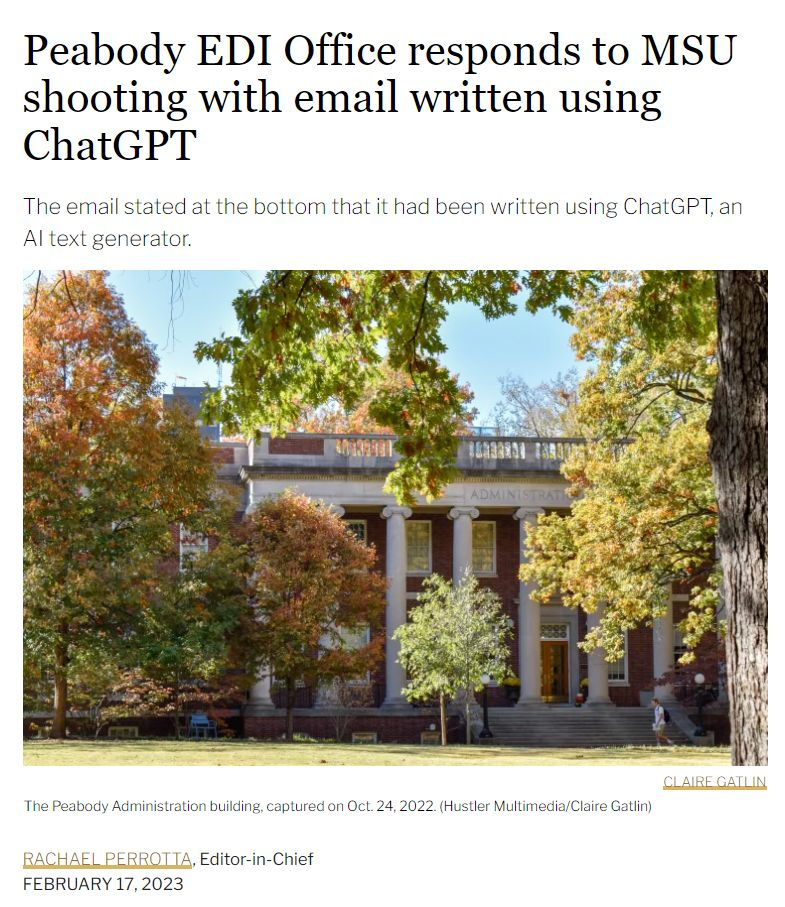 Peabody EDI Office responds to MSU
shooting with email written using
ChatGPT
The email stated at the bottom that it had been written using ChatGPT, an
AI text generator.
ADMINISTRATI
CLAIRE GATLIN
The Peabody Administration building, captured on Oct. 24, 2022. (Hustler Multimedia/Claire Gatlin)
RACHAEL PERROTTA, Editor-in-Chief
FEBRUARY 17, 2023